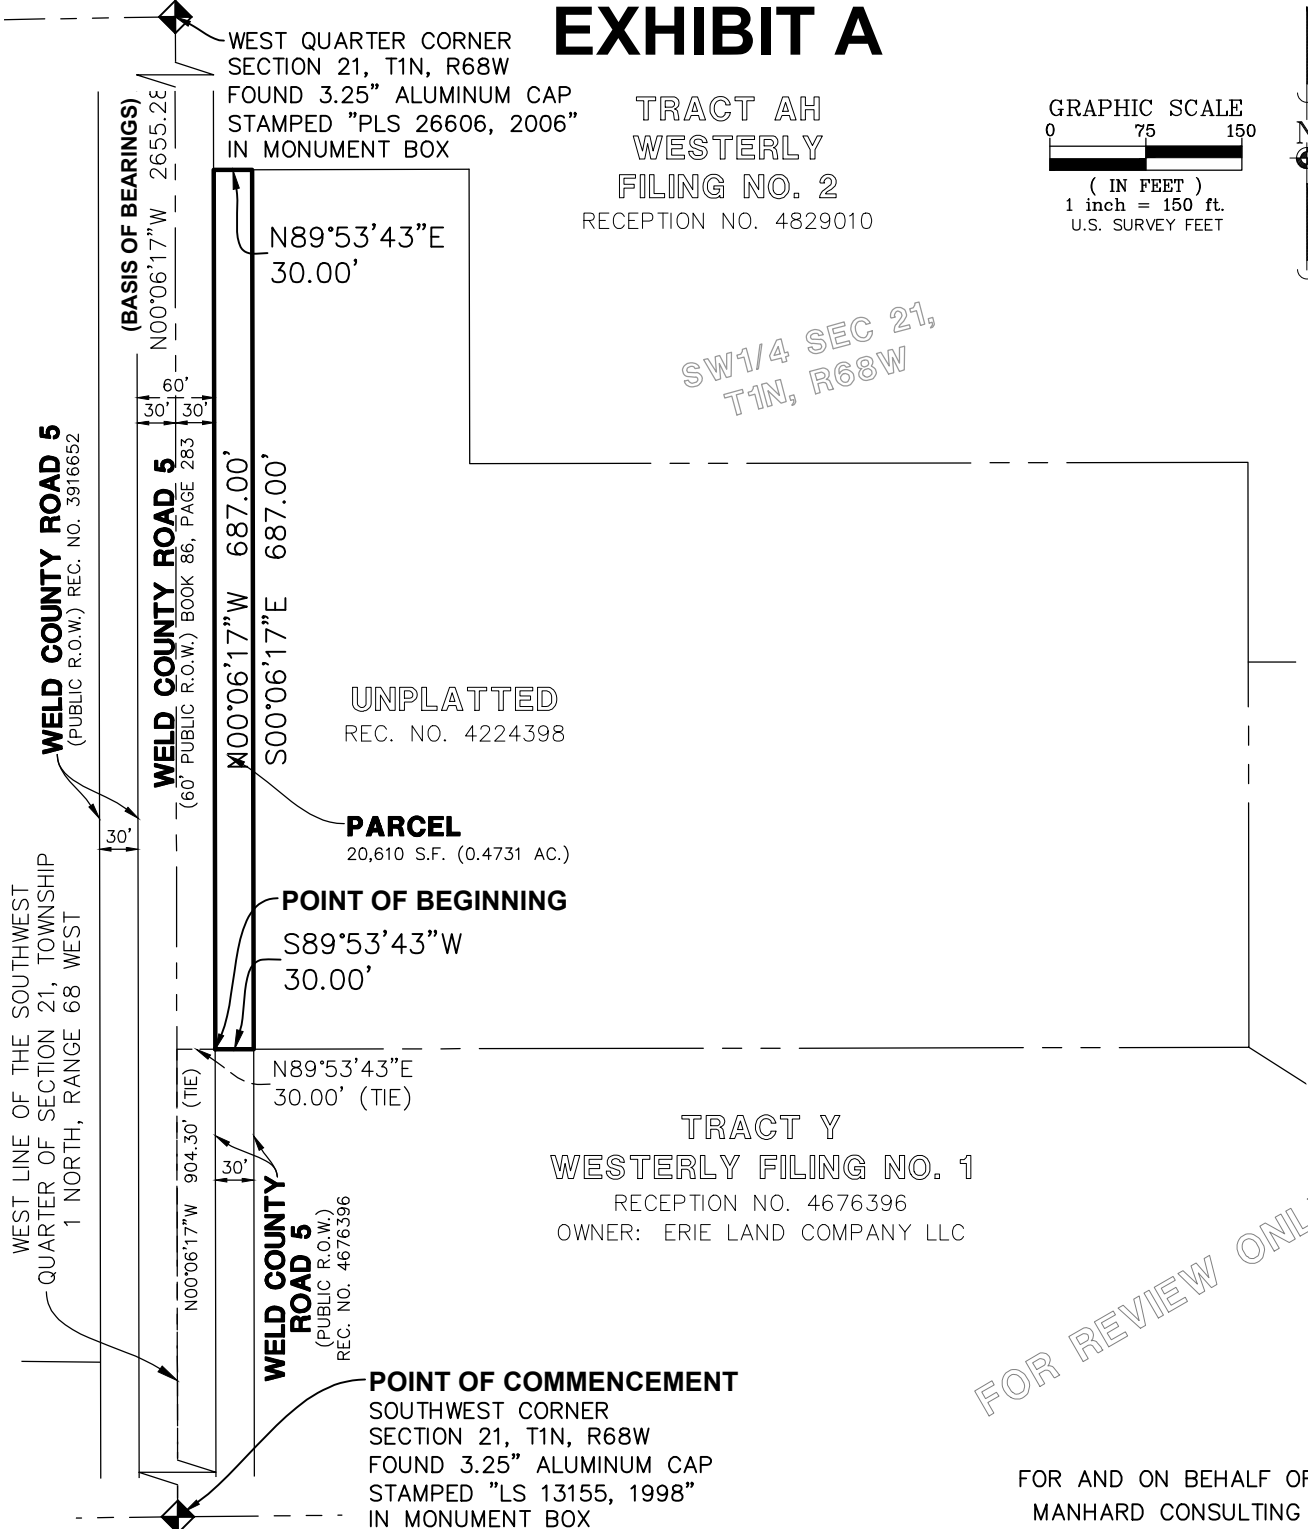 EXHIBIT A
WEST QUARTER CORNER
SECTION 21, T1N, R68W
FOUND 3.25" ALUMINUM CAP
STAMPED "PLS 26606, 2006"
IN MONUMENT BOX
TRACT AH
WESTERLY
FILING NO. 2
RECEPTION NO. 4829010
GRAPHIC SCALE
0 75 150
( IN FEET )
1 inch = 150 ft.
U.S. SURVEY FEET
N
(BASIS OF BEARINGS)
N00°06'17"W 2655.28
N89°53'43"E
30.00'
SW1/4 SEC 21,
T1N, R68W
60'
30' 30'
WELD COUNTY ROAD 5
(PUBLIC R.O.W.) REC. NO. 3916652
WELD COUNTY ROAD 5
(60' PUBLIC R.O.W.) BOOK 86, PAGE 283
N00°06'17"W 687.00'
S00°06'17"E 687.00'
UNPLATTED
REC. NO. 4224398
PARCEL
20,610 S.F. (0.4731 AC.)
30'
POINT OF BEGINNING
S89°53'43"W
30.00'
WEST LINE OF THE SOUTHWEST
QUARTER OF SECTION 21, TOWNSHIP
1 NORTH, RANGE 68 WEST
N89°53'43"E
30.00' (TIE)
N00°06'17"W 904.30' (TIE)
30'
WELD COUNTY
ROAD 5
(PUBLIC R.O.W.)
REC. NO. 4676396
TRACT Y
WESTERLY FILING NO. 1
RECEPTION NO. 4676396
OWNER: ERIE LAND COMPANY LLC
FOR REVIEW ONL
POINT OF COMMENCEMENT
SOUTHWEST CORNER
SECTION 21, T1N, R68W
FOUND 3.25" ALUMINUM CAP
STAMPED "LS 13155, 1998"
IN MONUMENT BOX
FOR AND ON BEHALF OF
MANHARD CONSULTING